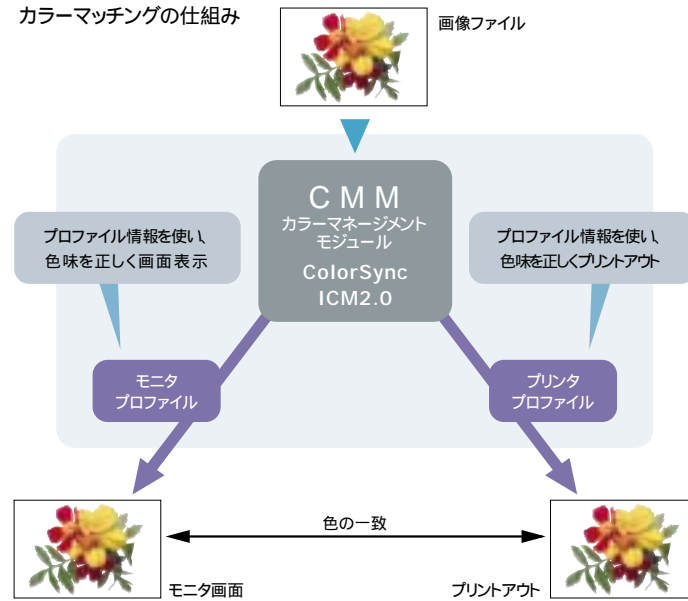 カラーマッチングの仕組み
画像ファイル
CMM
カラーマネージメント
モジュール
ColorSync
ICM2.0
プロファイル情報を使い、
色味を正しく画面表示
プロファイル情報を使い、
色味を正しくプリントアウト
モニタ
プロファイル
プリンタ
プロファイル
色の一致
モニタ画面
プリントアウト